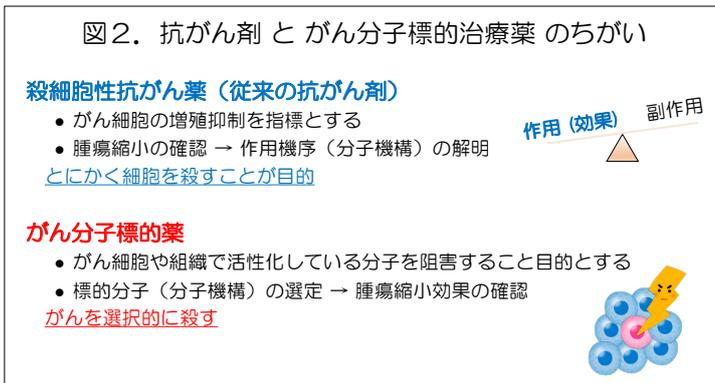 図2．抗がん剤 と がん分子標的治療薬 のちがい
殺細胞性抗がん薬（従来の抗がん剤）
● がん細胞の増殖抑制を指標とする
● 腫瘍縮小の確認 → 作用機序（分子機構）の解明
とにかく細胞を殺すことが目的
作用（効果） 副作用
がん分子標的薬
● がん細胞や組織で活性化している分子を阻害すること目的とする
● 標的分子（分子機構）の選定 → 腫瘍縮小効果の確認
がんを選択的に殺す